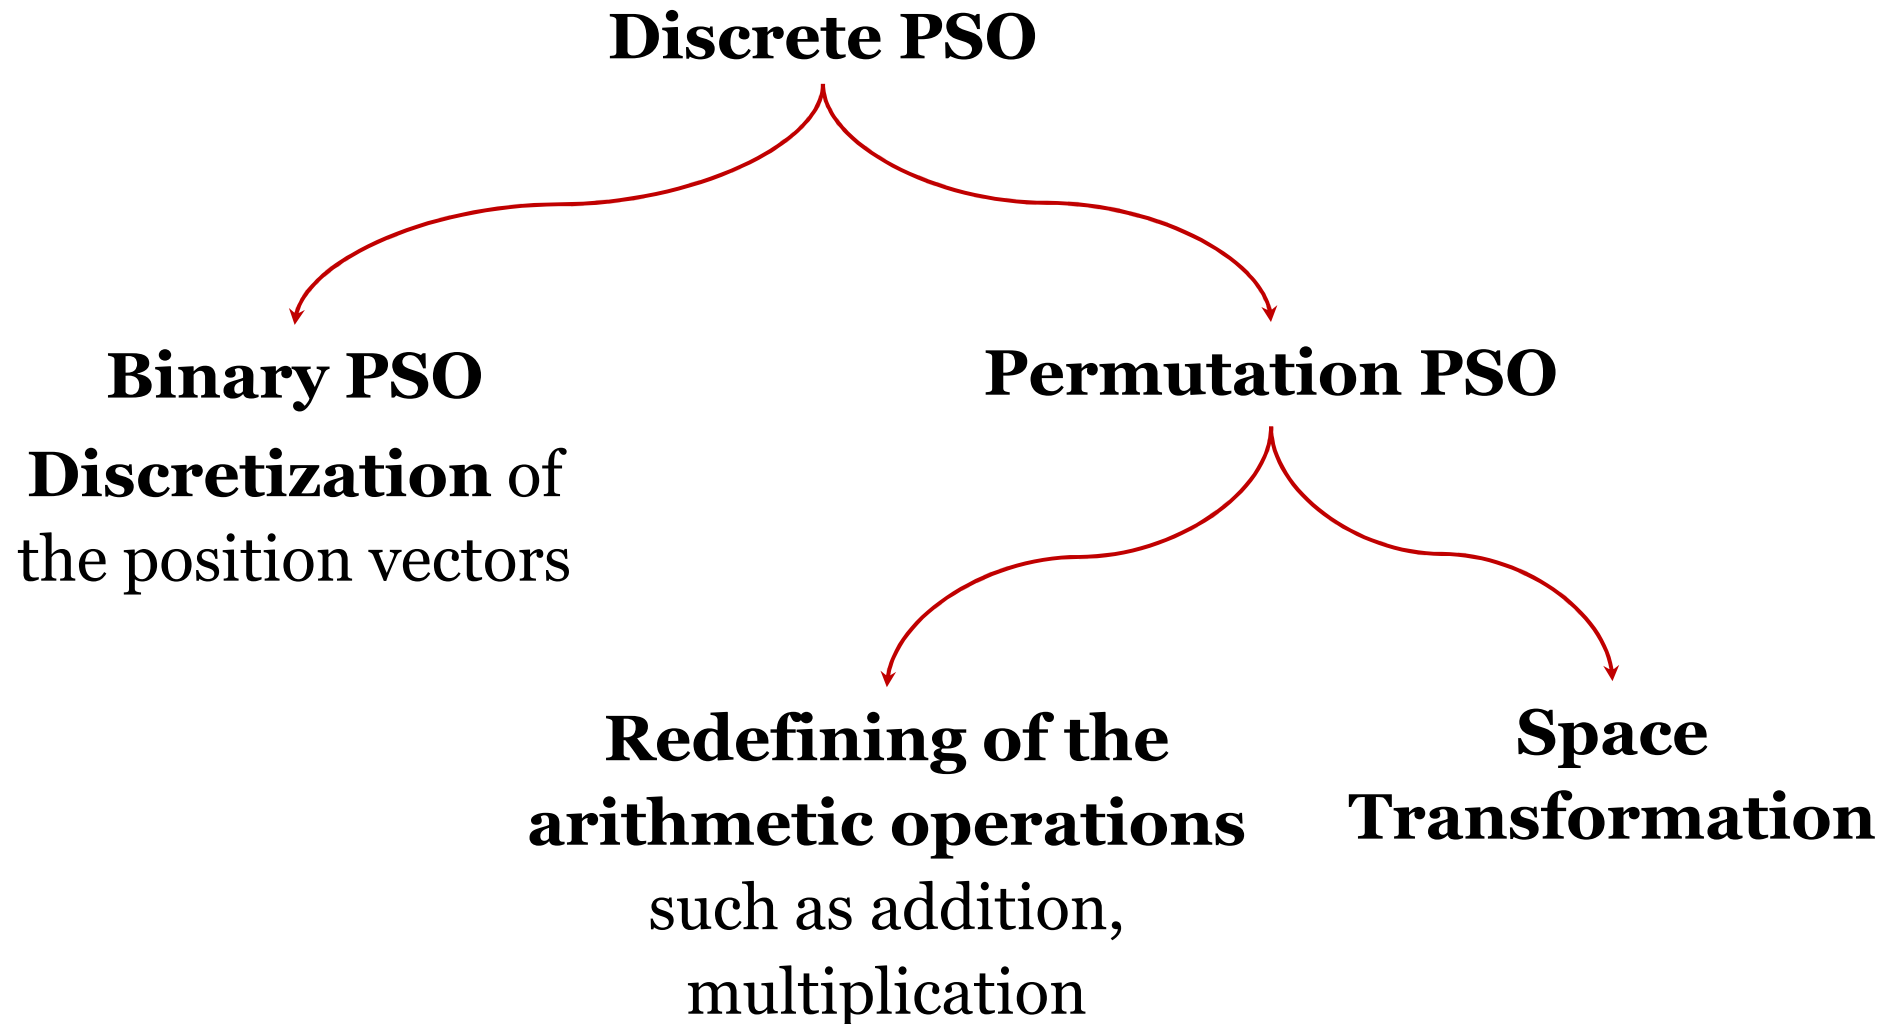 Discrete PSO
Binary PSO
Discretization of
the position vectors
Permutation PSO
Redefining of the
arithmetic operations
such as addition,
multiplication
Space
Transformation